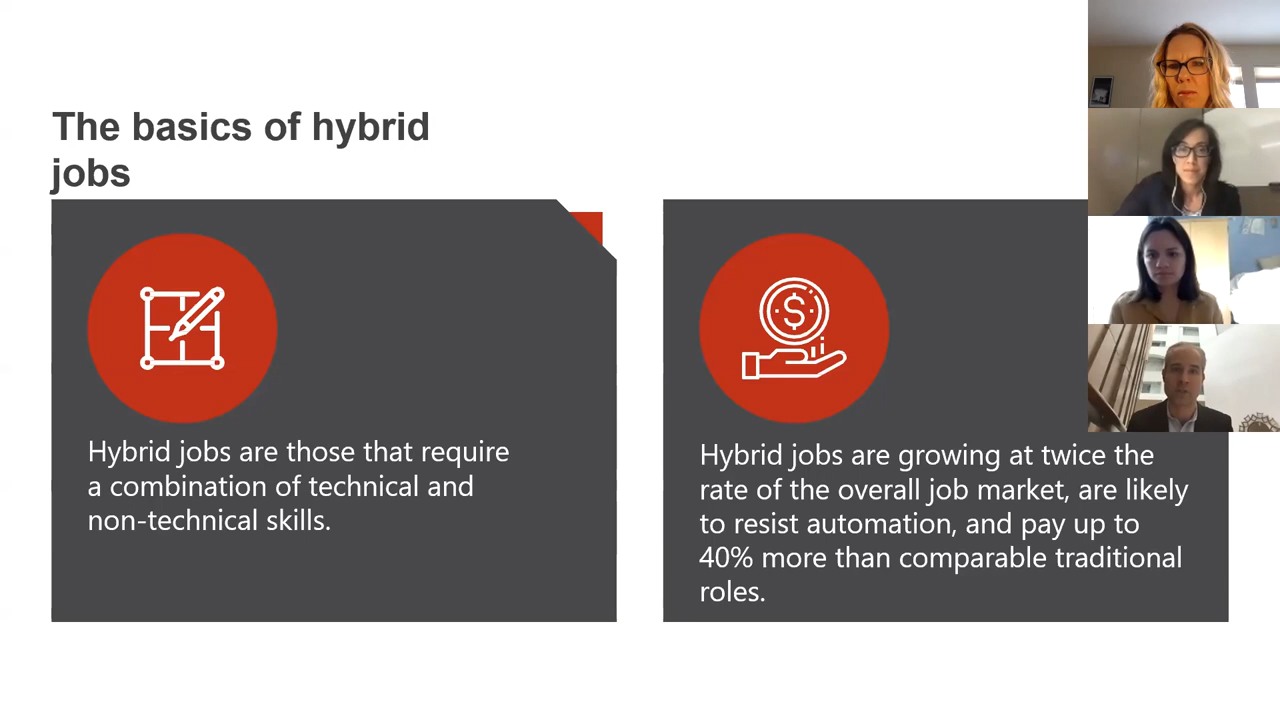 The basics of hybrid
jobs
Hybrid jobs are those that require
a combination of technical and
non-technical skills.
$
Hybrid jobs are growing at twice the
rate of the overall job market, are likely
to resist automation, and pay up to
40% more than comparable traditional
roles.